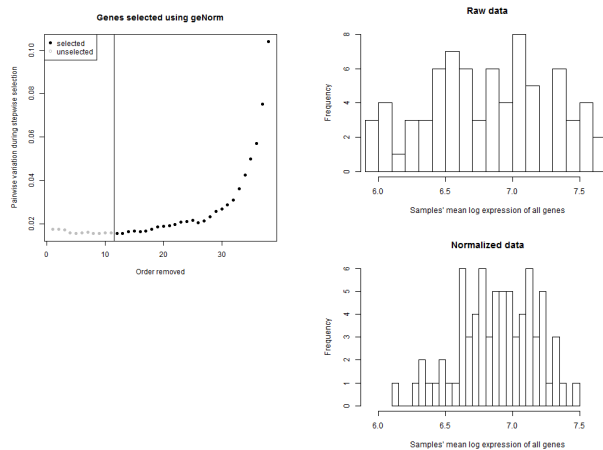 Genes selected using geNorm
selected
unselected
Pairwise variation during stepwise selection
0.02
0.04
0.06
0.08
0.10
0
10
20
30
Order removed
Raw data
Frequency
0
2
4
6
8
6.0
6.5
7.0
7.5
Samples' mean log expression of all genes
Normalized data
Frequency
0
1
2
3
4
5
6
6.0
6.5
7.0
7.5
Samples' mean log expression of all genes